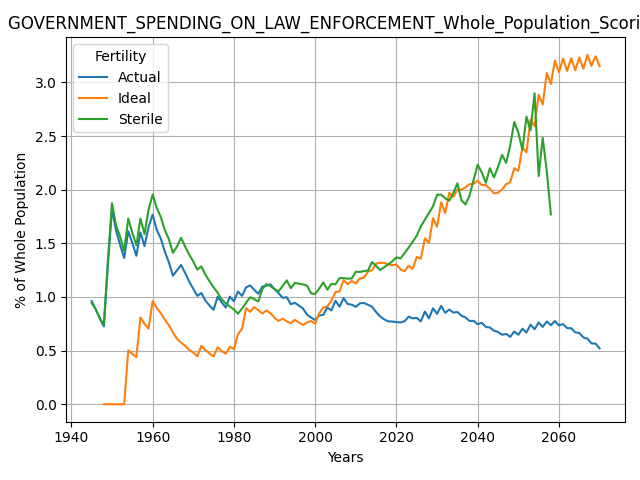 GOVERNMENT_SPENDING_ON_LAW_ENFORCEMENT_Whole_Population_Scori
Fertility
Actual
Ideal
Sterile
% of Whole Population
3.0
2.5
2.0
1.5
1.0
0.5
0.0
1940 1960 1980 2000 2020 2040 2060
Years